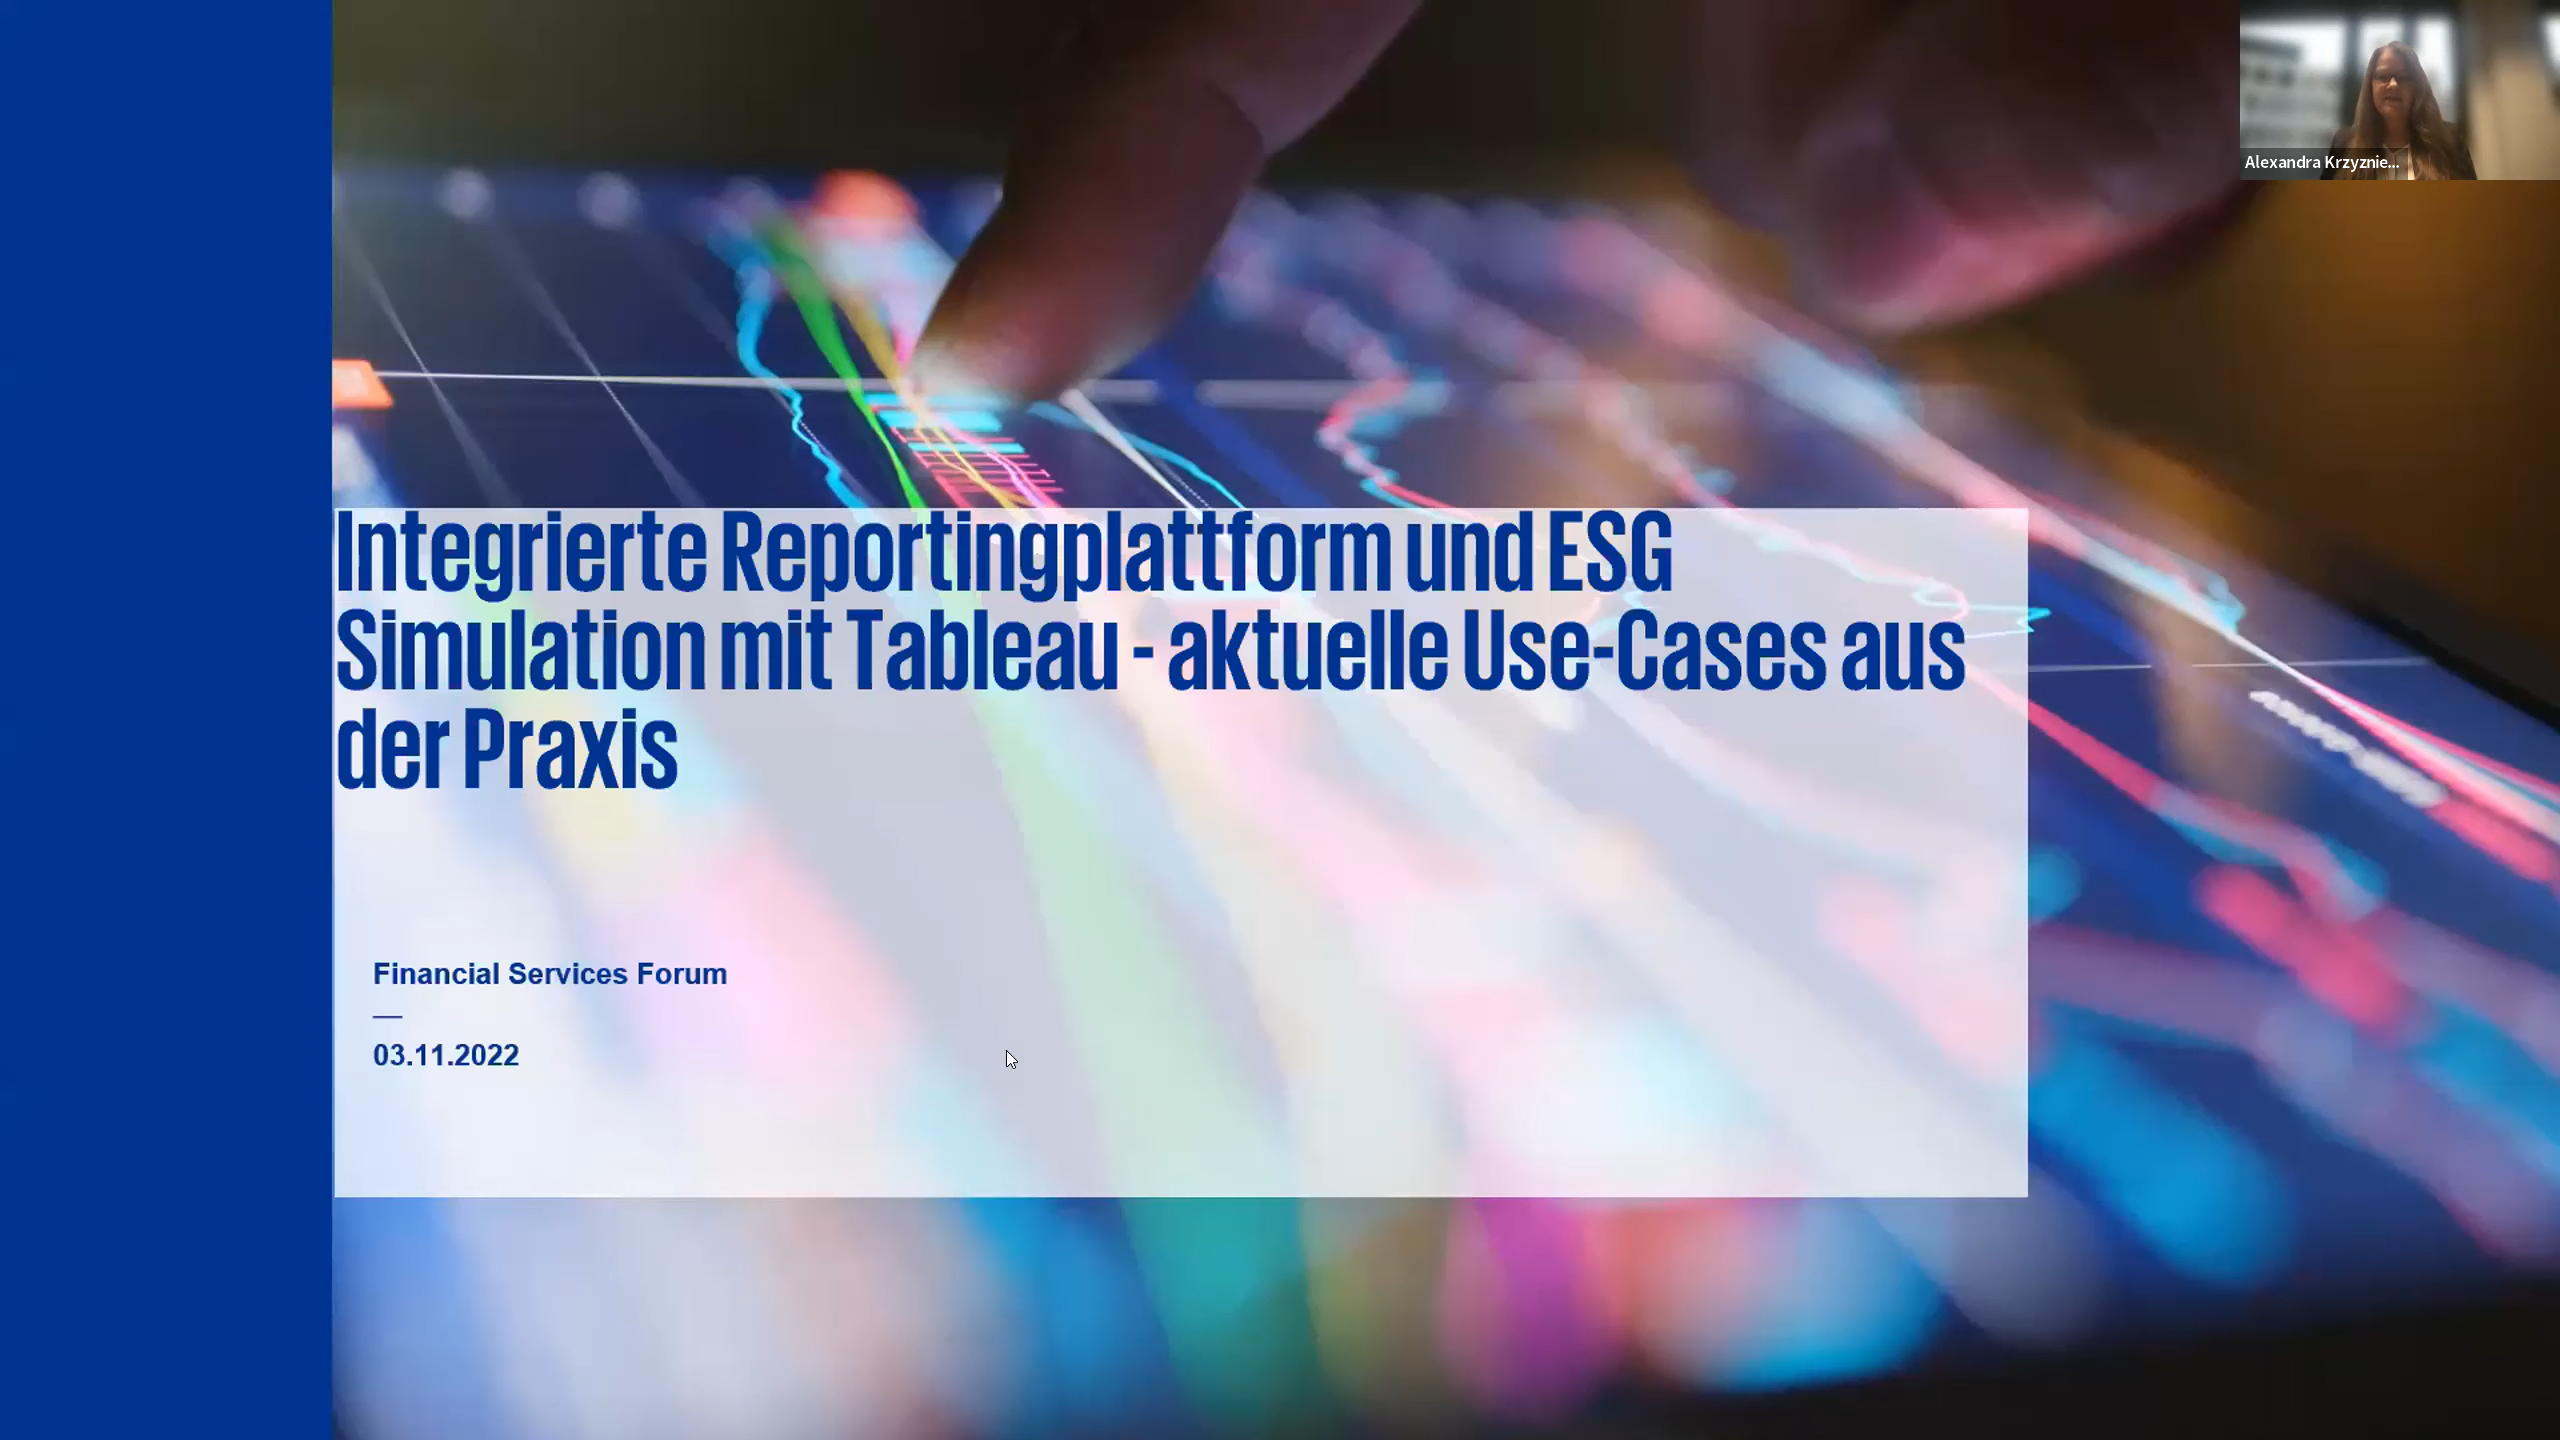 Alexandra Krzyznie...
Integrierte Reportingplattform und ESG
Simulation mit Tableau - aktuelle Use-Cases aus
der Praxis
Financial Services Forum
—
03.11.2022